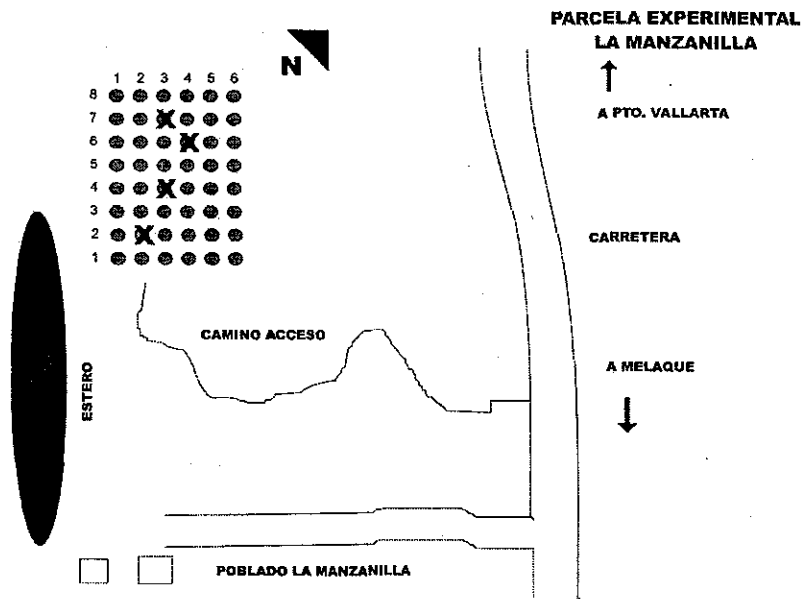 PARCELA EXPERIMENTAL
LA MANZANILLA
N
1 2 3 4 5 6
8
7 X
6 X
5
4 X
3
2 X
1
A PTO. VALLARTA
CARRETERA
CAMINO ACCESO
A MELAQUE
ESTERO
POBLADO LA MANZANILLA